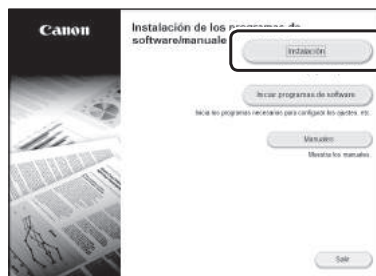 Canon
Instalación de los programas de
software/manuale
Instalación
Iniciar programas de software
Inicia los programas necesarios para configurar los ajustes, etc.
Manuales
Muestra los manuales.
Salir